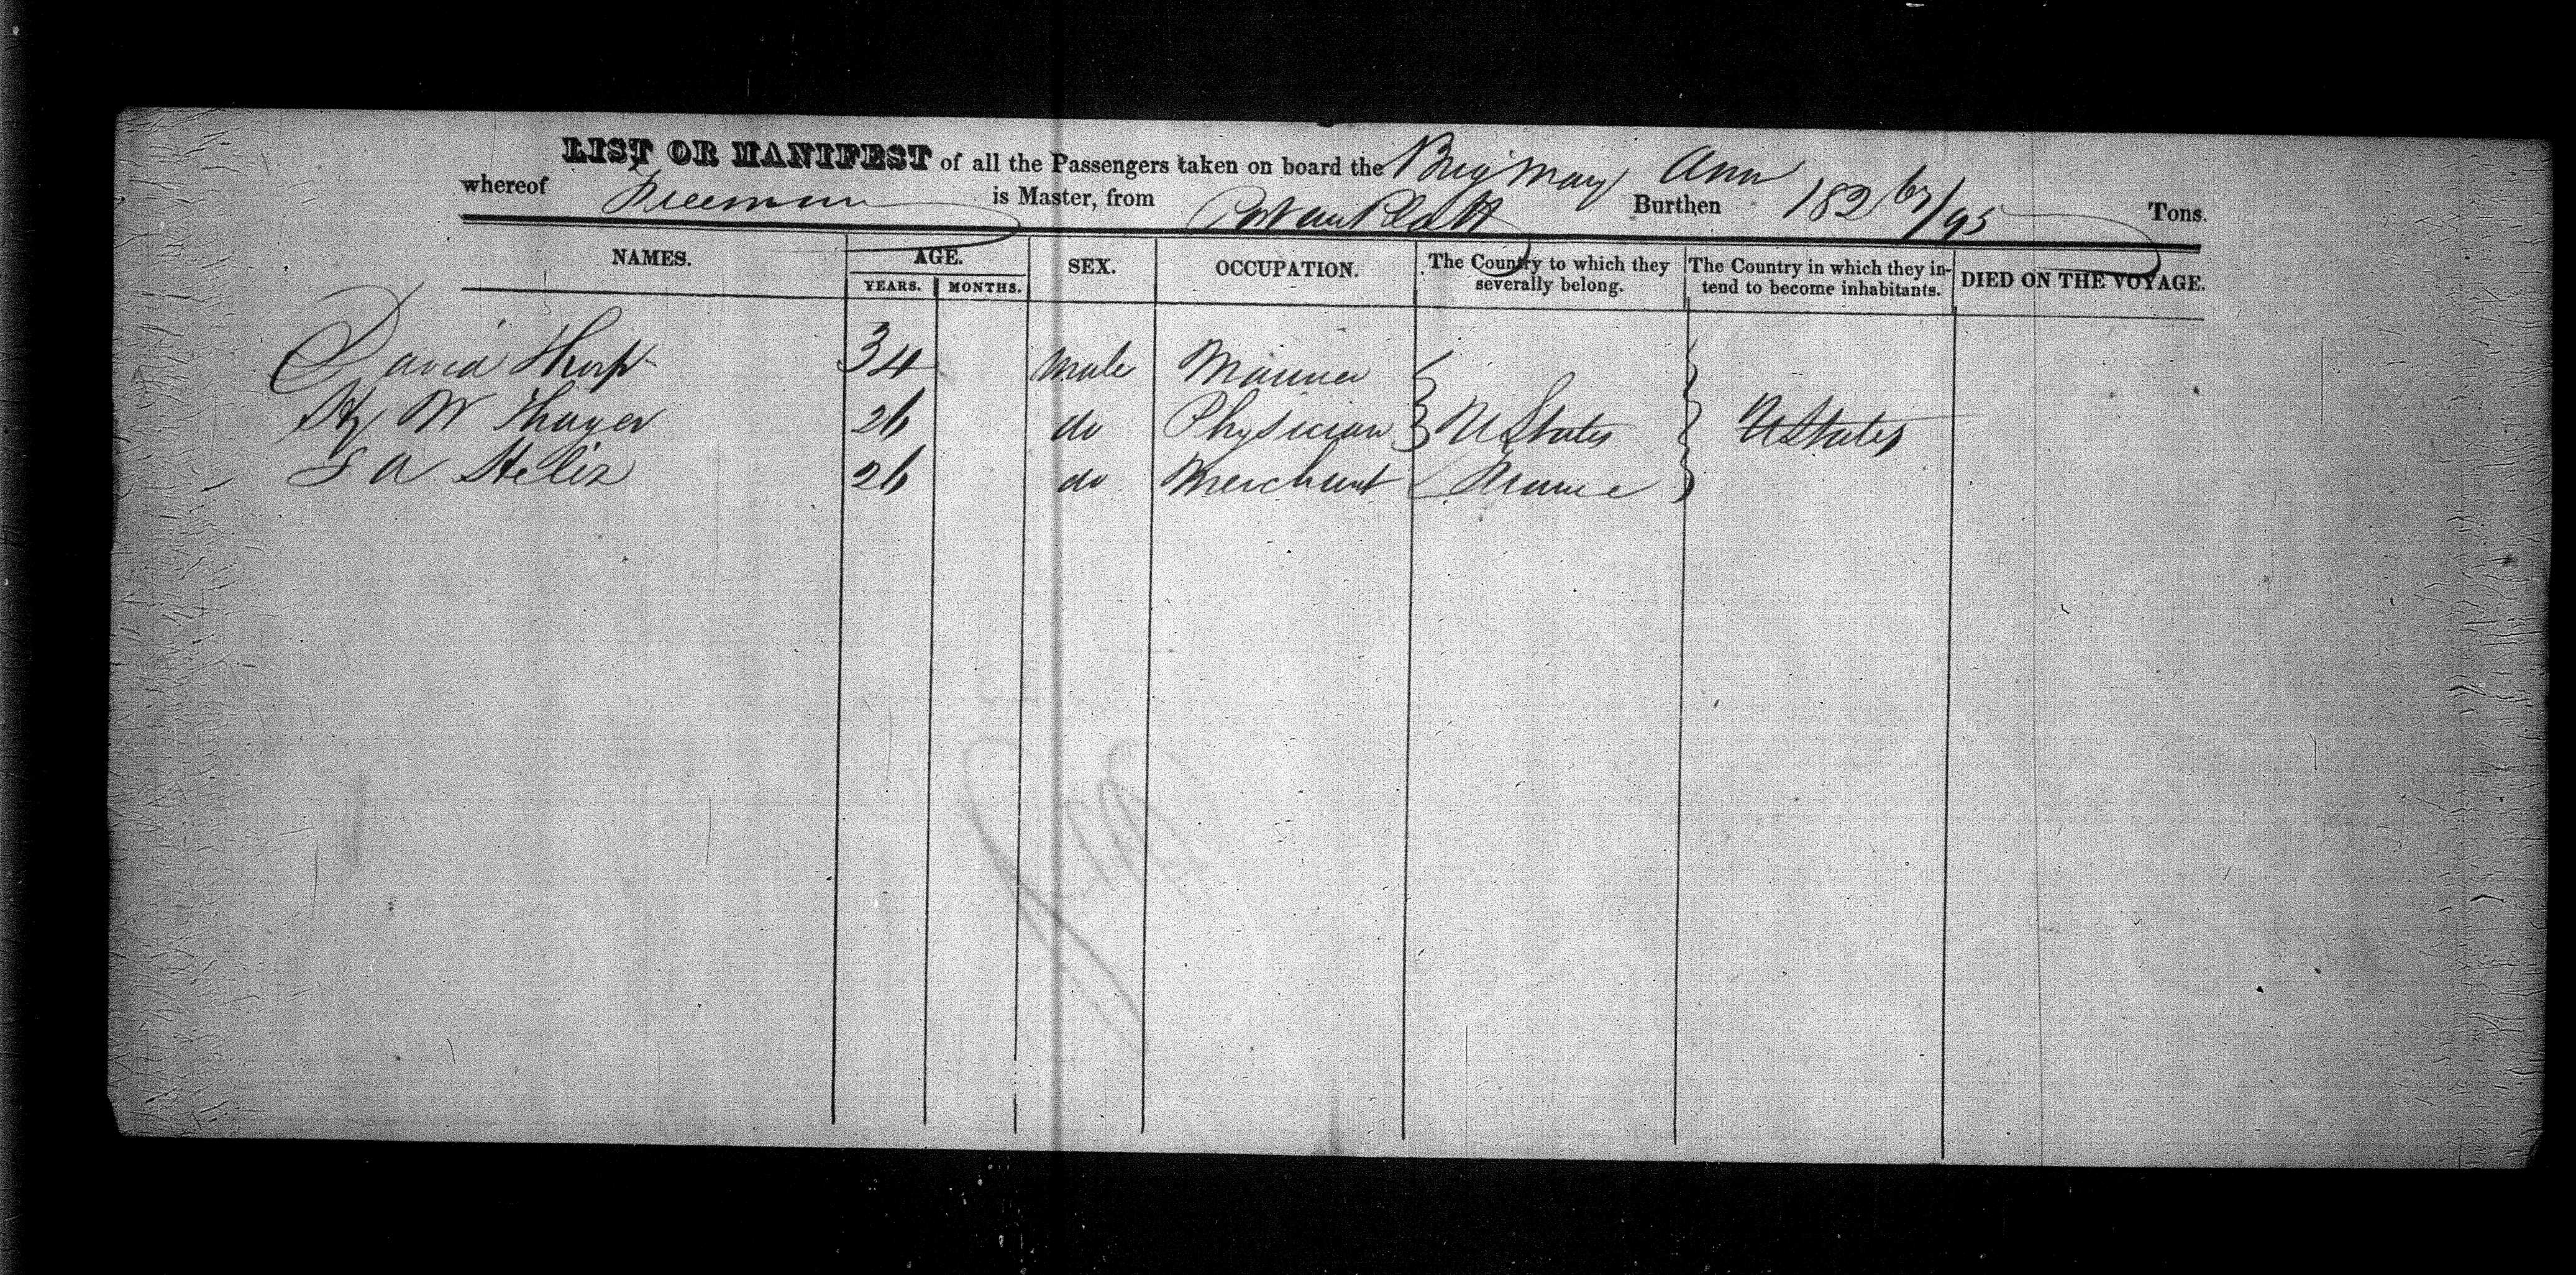 LIST OR MANIFEST of all the Passengers taken on board the Brig Mary Ann
whereof Freeman is Master, from Port au Platt Burthen 182 67/95 Tons.
NAMES. AGE. SEX. OCCUPATION. The Country to which they severally belong. The Country in which they intend to become inhabitants. DIED ON THE VOYAGE.
YEARS. MONTHS.
David 34 male Mariner
Hy W Thayer 26 do Physician U States U States
26 do Merchant France